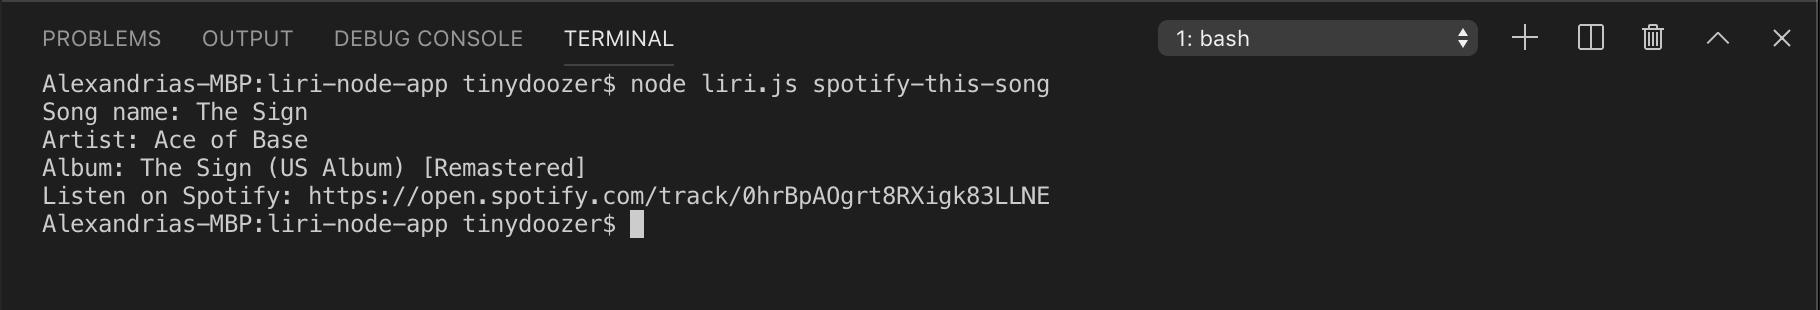 PROBLEMS OUTPUT DEBUG CONSOLE TERMINAL 1: bash
Alexandrias-MBP:liri-node-app tinydoozer$ node liri.js spotify-this-song
Song name: The Sign
Artist: Ace of Base
Album: The Sign (US Album) [Remastered]
Listen on Spotify: https://open.spotify.com/track/0hrBpAOgrt8RXigk83LLNE
Alexandrias-MBP:liri-node-app tinydoozer$